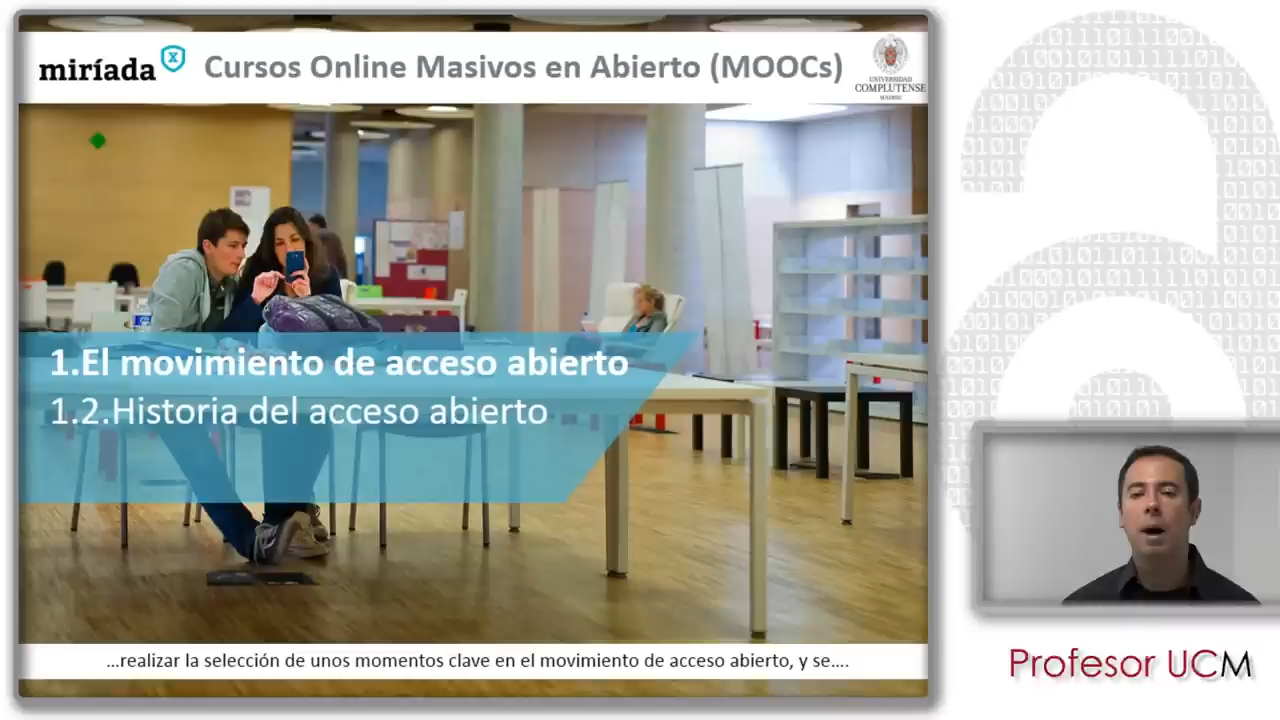 miríada X
Cursos Online Masivos en Abierto (MOOCs)
UNIVERSIDAD
COMPLUTENSE
MADRID
1.El movimiento de acceso abierto
1.2.Historia del acceso abierto
...realizar la selección de unos momentos clave en el movimiento de acceso abierto, y se....
Profesor UCM